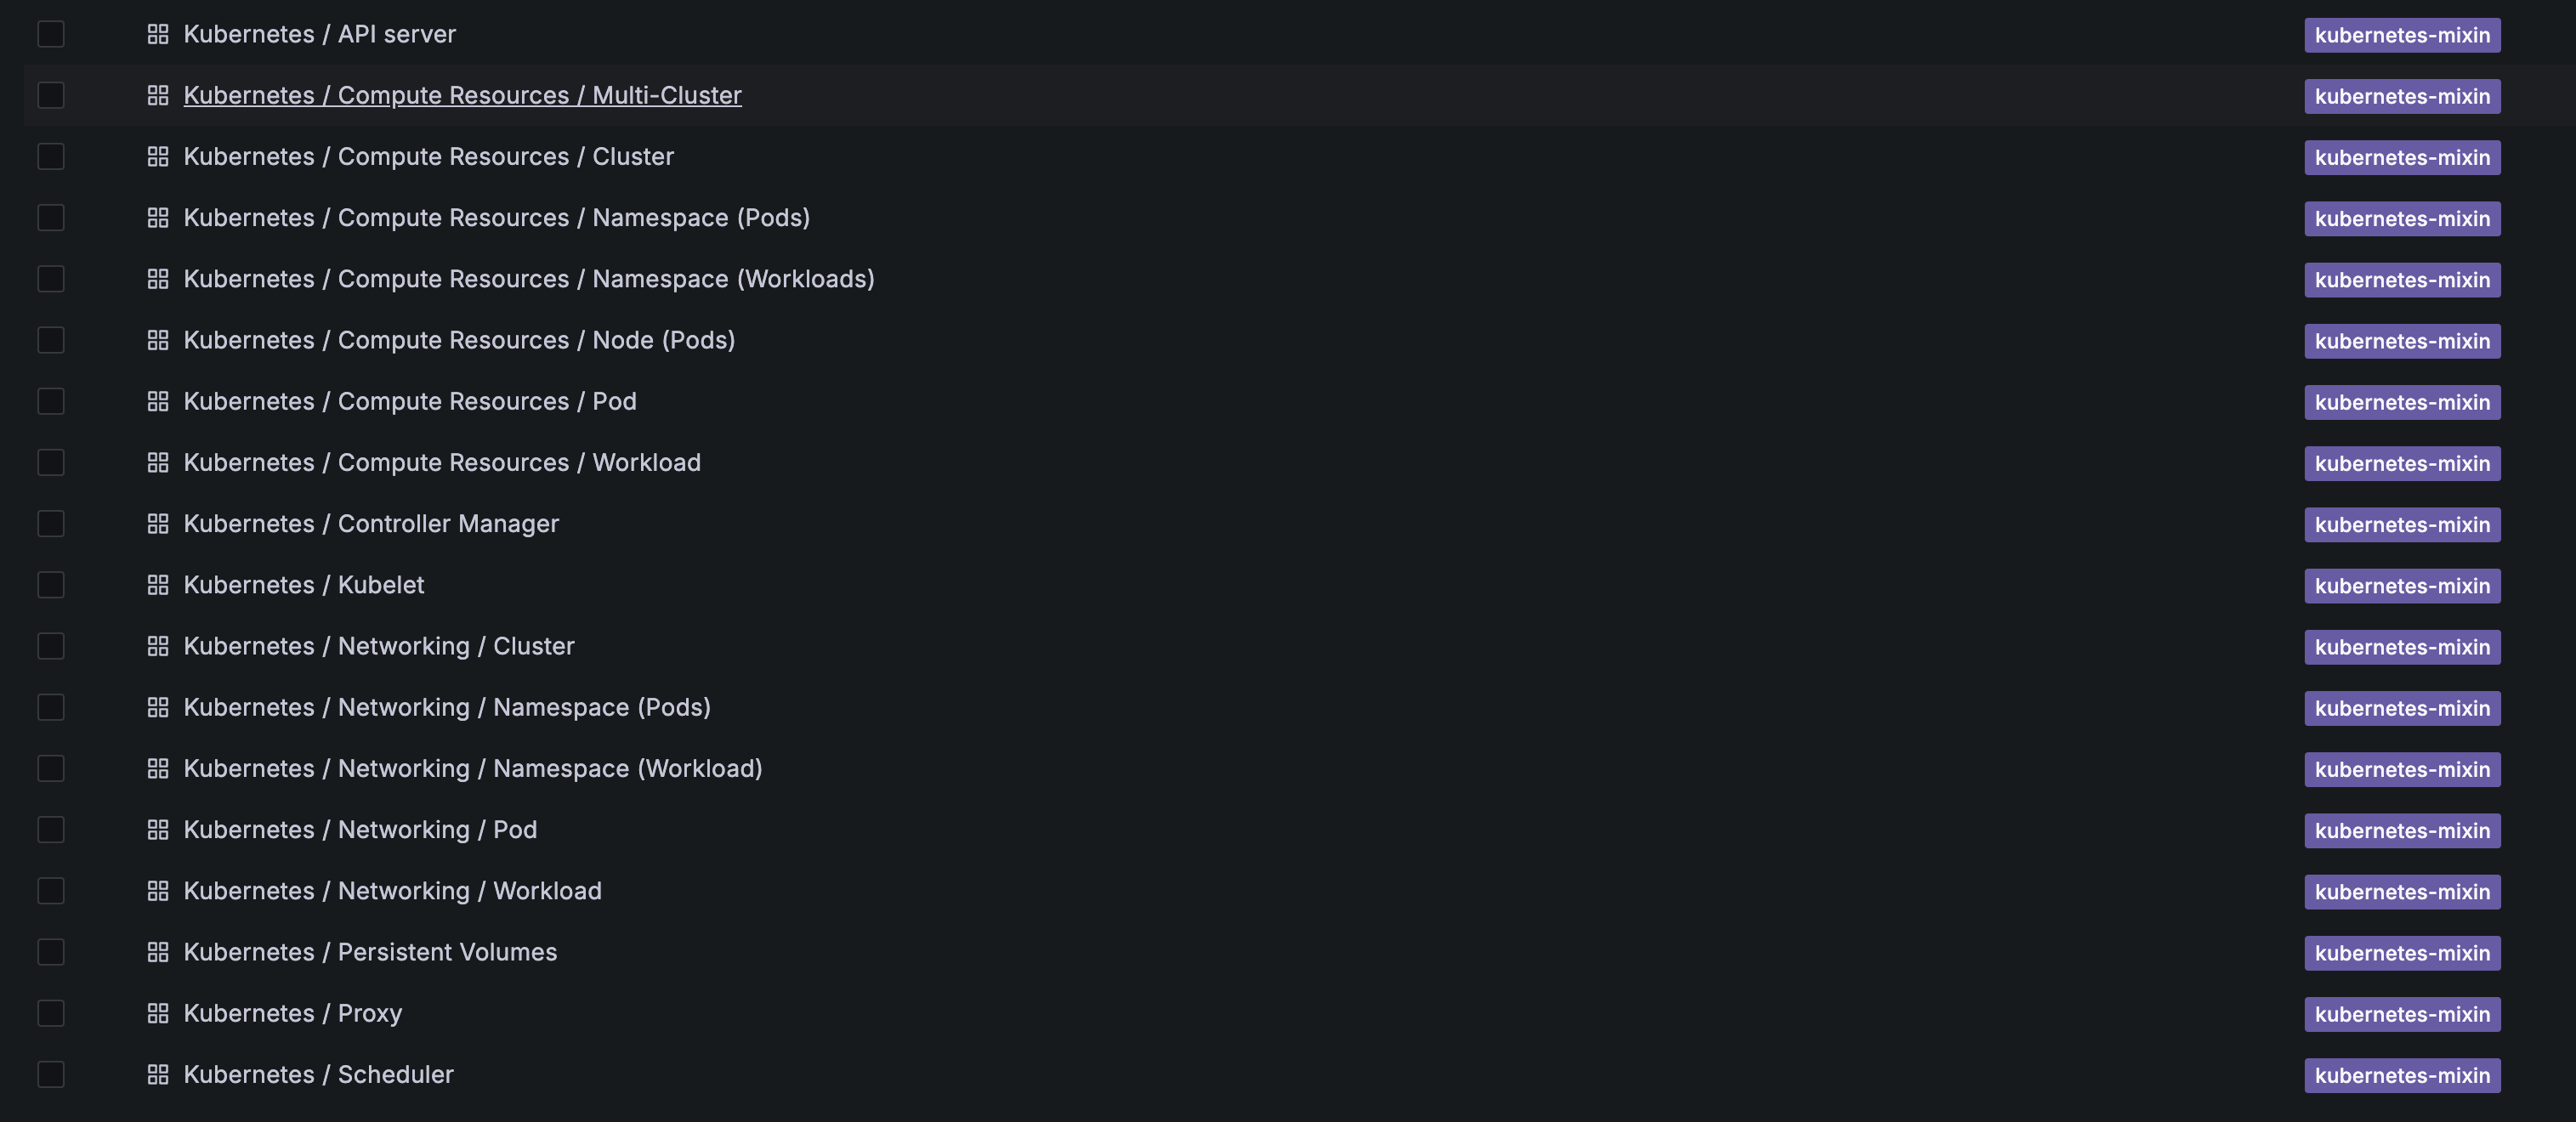 Kubernetes / API server kubernetes-mixin
Kubernetes / Compute Resources / Multi-Cluster kubernetes-mixin
Kubernetes / Compute Resources / Cluster kubernetes-mixin
Kubernetes / Compute Resources / Namespace (Pods) kubernetes-mixin
Kubernetes / Compute Resources / Namespace (Workloads) kubernetes-mixin
Kubernetes / Compute Resources / Node (Pods) kubernetes-mixin
Kubernetes / Compute Resources / Pod kubernetes-mixin
Kubernetes / Compute Resources / Workload kubernetes-mixin
Kubernetes / Controller Manager kubernetes-mixin
Kubernetes / Kubelet kubernetes-mixin
Kubernetes / Networking / Cluster kubernetes-mixin
Kubernetes / Networking / Namespace (Pods) kubernetes-mixin
Kubernetes / Networking / Namespace (Workload) kubernetes-mixin
Kubernetes / Networking / Pod kubernetes-mixin
Kubernetes / Networking / Workload kubernetes-mixin
Kubernetes / Persistent Volumes kubernetes-mixin
Kubernetes / Proxy kubernetes-mixin
Kubernetes / Scheduler kubernetes-mixin